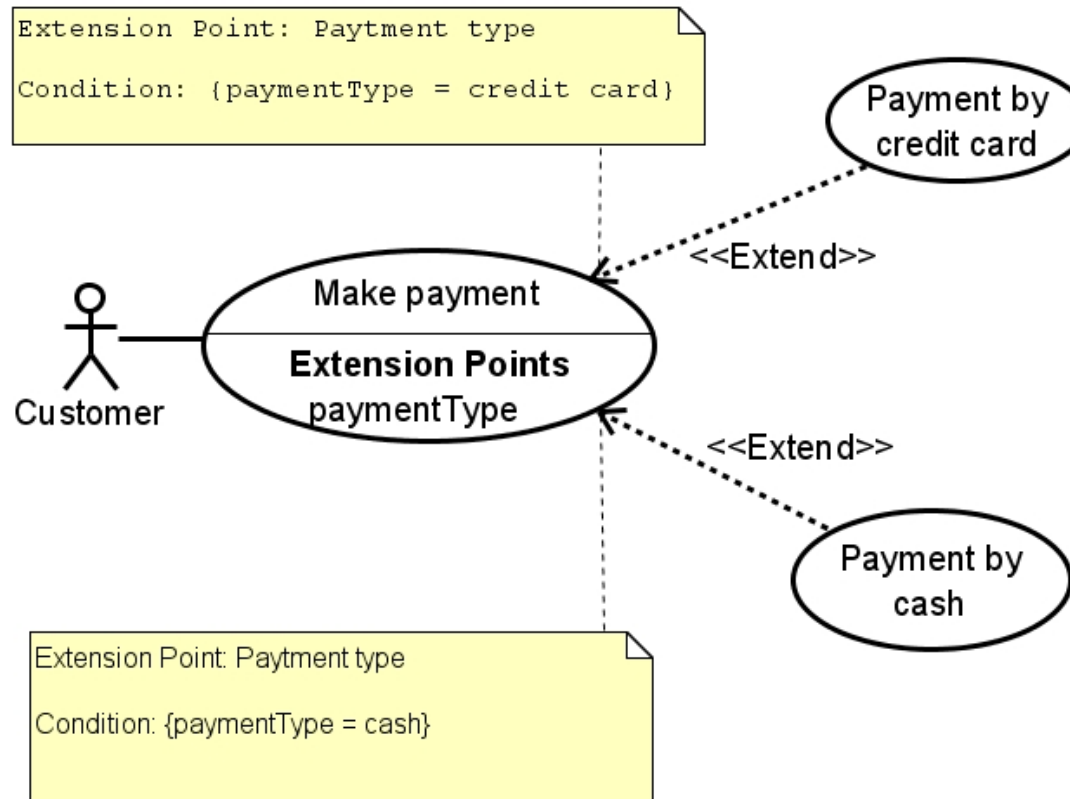 Extension Point: Paytment type
Condition: {paymentType = credit card}
Payment by
credit card
<<Extend>>
Make payment
Extension Points
paymentType
Customer
<<Extend>>
Payment by
cash
Extension Point: Paytment type
Condition: {paymentType = cash}